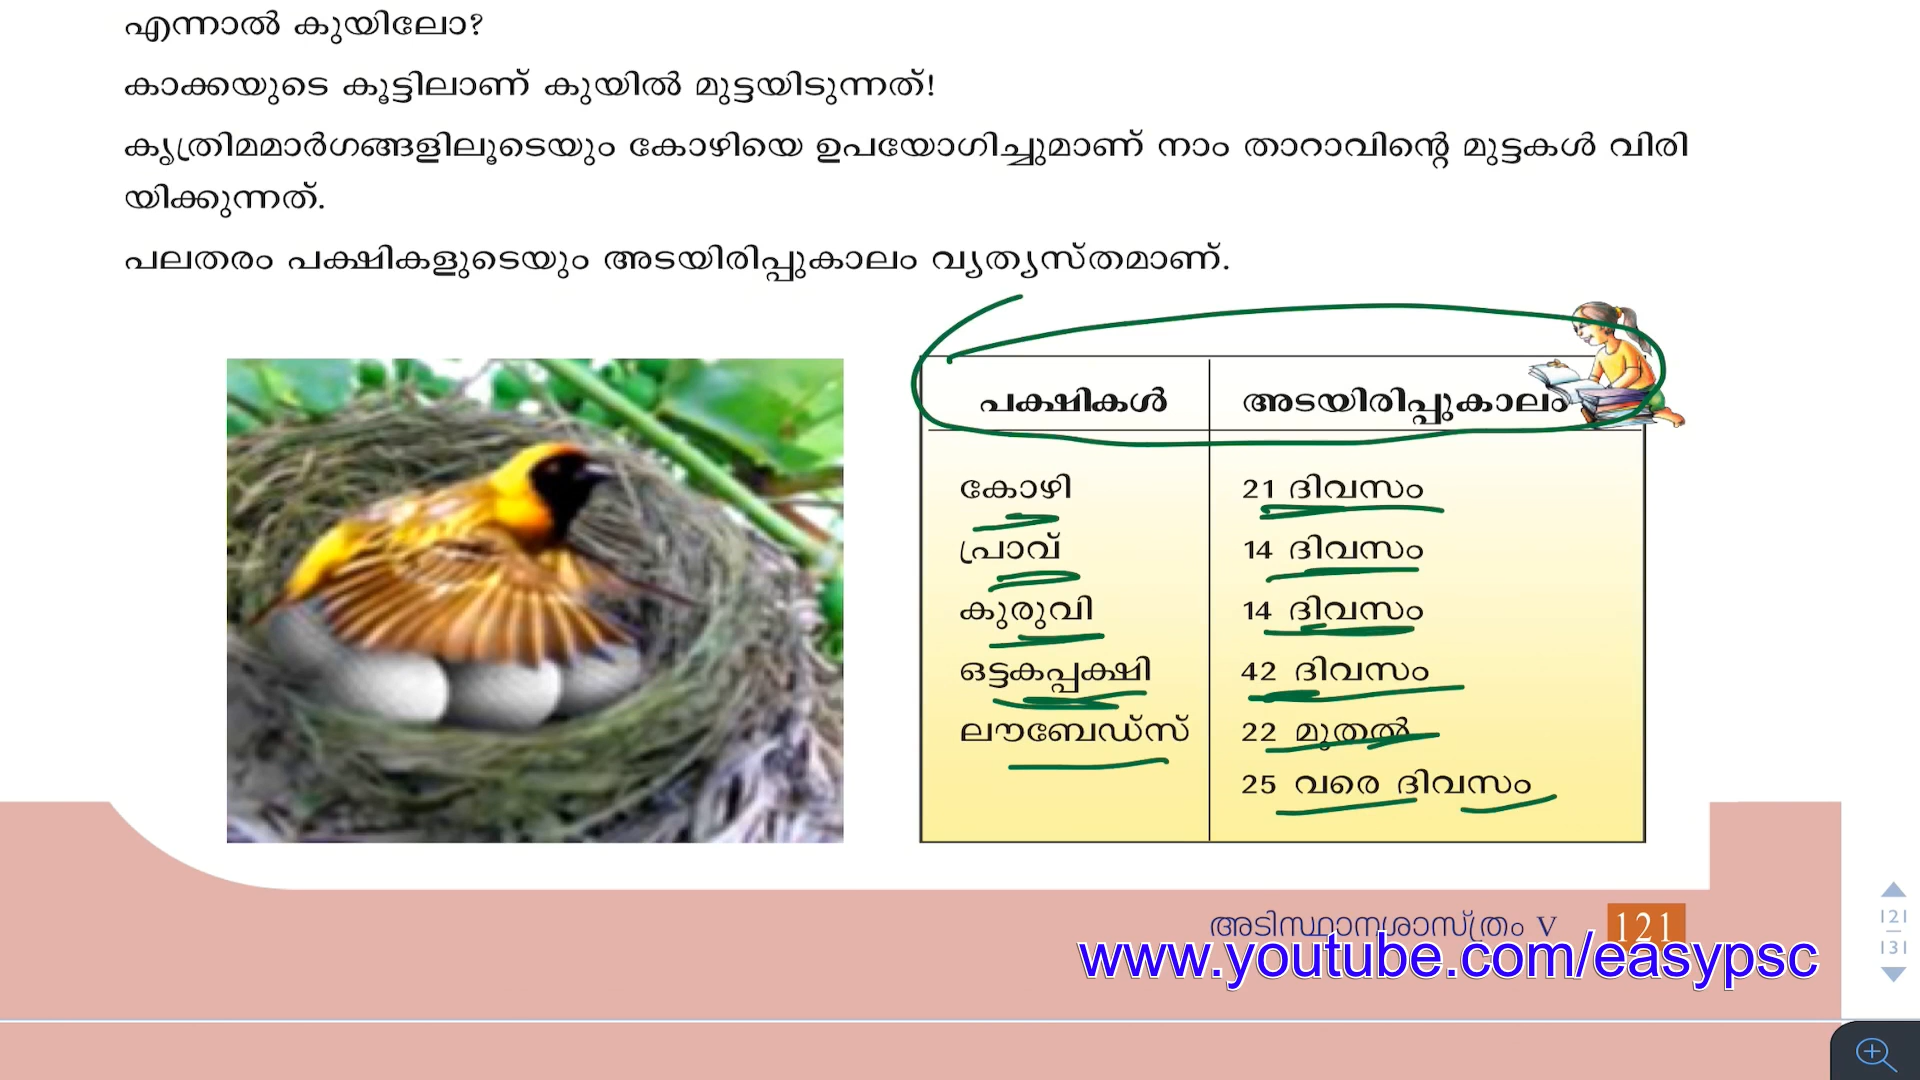 എന്നാൽ കുയിലോ?
കാക്കയുടെ കൂട്ടിലാണ് കുയിൽ മുട്ടയിടുന്നത്!
കൃത്രിമമാർഗങ്ങളിലൂടെയും കോഴിയെ ഉപയോഗിച്ചുമാണ് നാം താറാവിന്റെ മുട്ടകൾ വിരി
യിക്കുന്നത്.
പലതരം പക്ഷികളുടെയും അടയിരിപ്പുകാലം വ്യത്യസ്തമാണ്.
പക്ഷികൾ അടയിരിപ്പുകാലം
കോഴി 21 ദിവസം
പ്രാവ് 14 ദിവസം
കുരുവി 14 ദിവസം
ഒട്ടകപ്പക്ഷി 42 ദിവസം
ലൗബേഡ്സ് 22 മുതൽ
25 വരെ ദിവസം
അടിസ്ഥാനശാസ്ത്രം V 121
www.youtube.com/easypsc
121
131